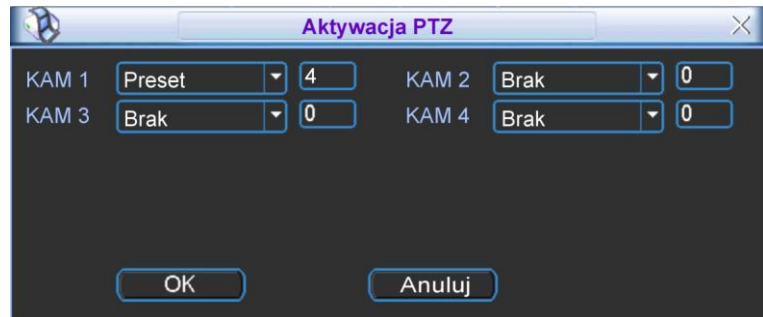 Aktywacja PTZ
KAM 1 Preset 4 KAM 2 Brak 0
KAM 3 Brak 0 KAM 4 Brak 0
OK Anuluj